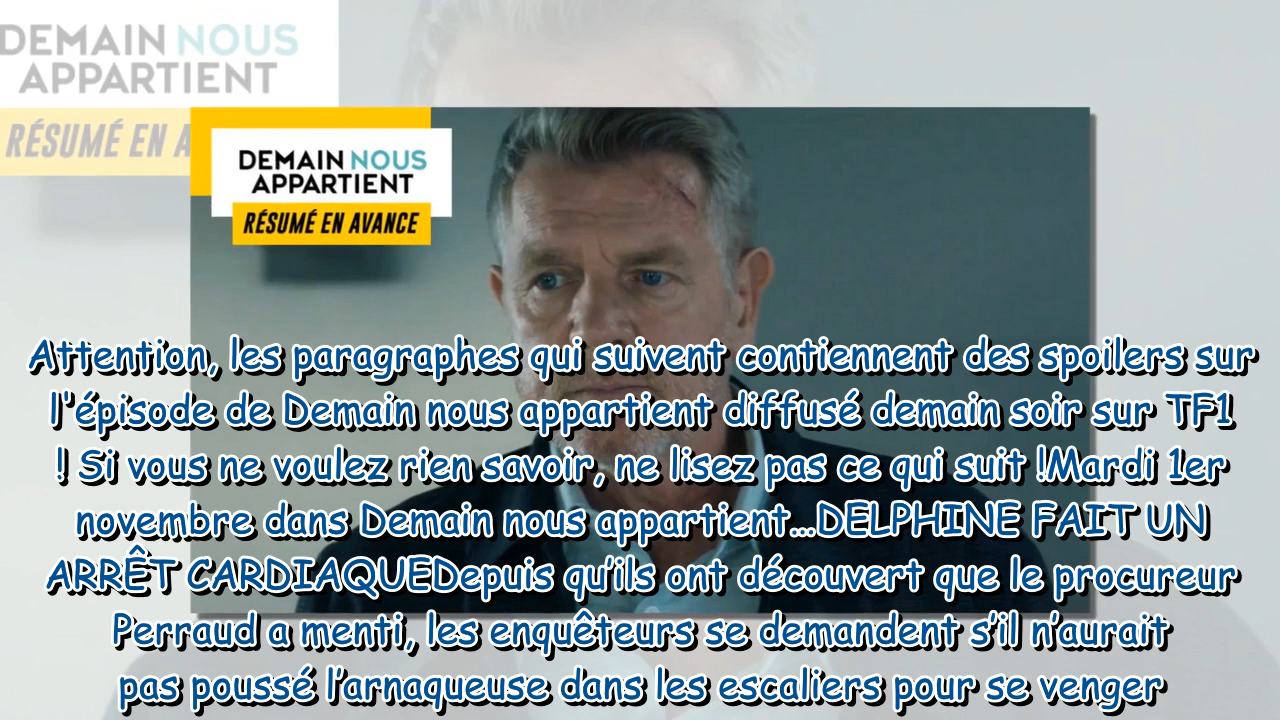 DEMAIN NOUS
APPARTIENT
RÉSUMÉ EN A
DEMAIN NOUS
APPARTIENT
RÉSUMÉ EN AVANCE
Attention, les paragraphes qui suivent contiennent des spoilers sur
l'épisode de Demain nous appartient diffusé demain soir sur TF1
! Si vous ne voulez rien savoir, ne lisez pas ce qui suit !Mardi 1er
novembre dans Demain nous appartient...DELPHINE FAIT UN
ARRÊT CARDIAQUEDepuis qu’ils ont découvert que le procureur
Perraud a menti, les enquêteurs se demandent s’il n’aurait
pas poussé l’arnaqueuse dans les escaliers pour se venger